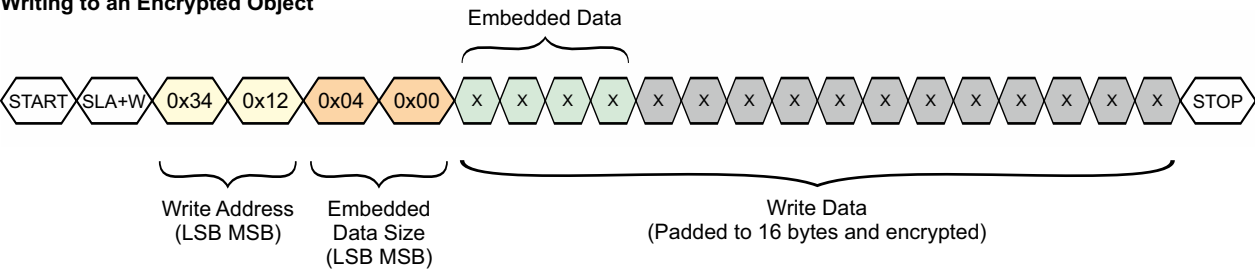 Writing to an Encrypted Object
Embedded Data
START SLA+W 0x34 0x12 0x04 0x00 X X X X X X X X X X X X X X X X STOP
Write Address
(LSB MSB)
Embedded
Data Size
(LSB MSB)
Write Data
(Padded to 16 bytes and encrypted)